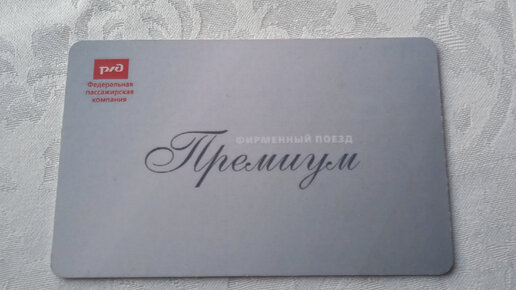 ржд
Федеральная
пассажирская
компания
ФИРМЕННЫЙ ПОЕЗД
Премиум